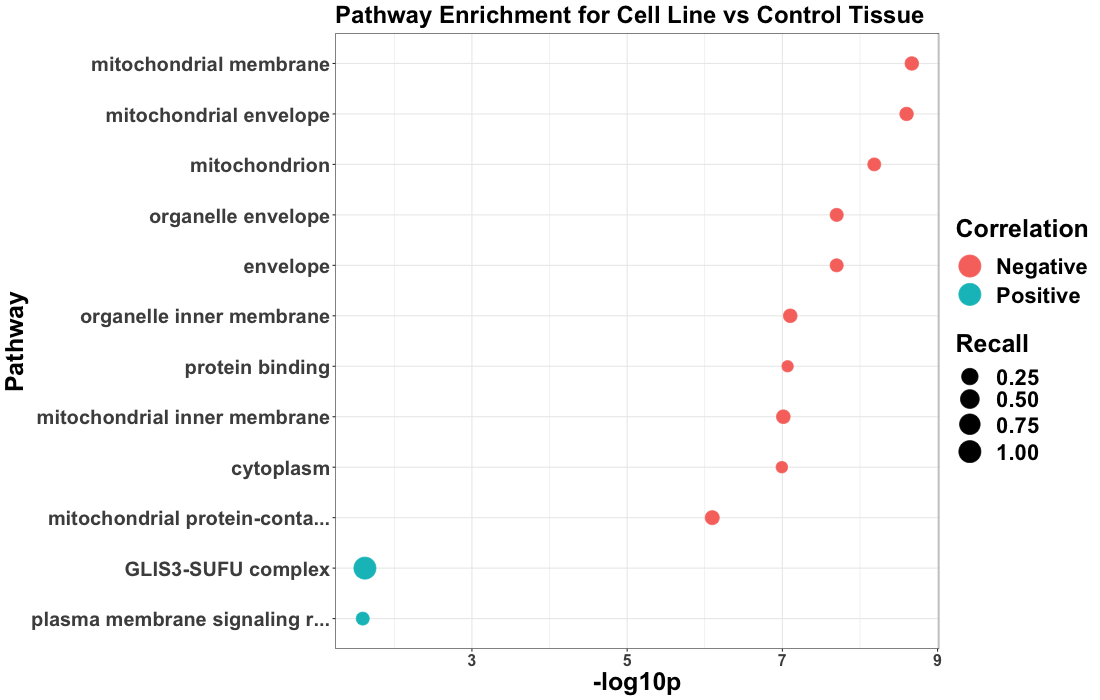 Pathway Enrichment for Cell Line vs Control Tissue
Pathway
mitochondrial membrane
mitochondrial envelope
mitochondrion
organelle envelope
envelope
organelle inner membrane
protein binding
mitochondrial inner membrane
cytoplasm
mitochondrial protein-conta...
GLIS3-SUFU complex
plasma membrane signaling r...
3 5 7 9
-log10p
Correlation
Negative
Positive
Recall
0.25
0.50
0.75
1.00